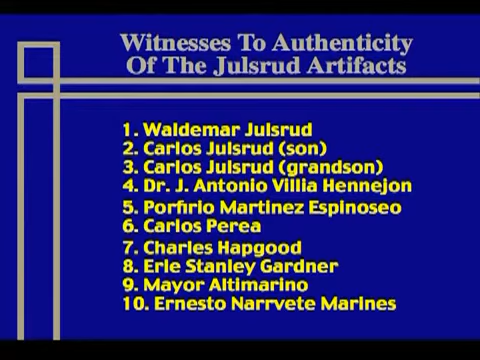 Witnesses To Authenticity
Of The Julsrud Artifacts
1. Waldemar Julsrud
2. Carlos Julsrud (son)
3. Carlos Julsrud (grandson)
4. Dr. J. Antonio Villia Hennejon
5. Porfirio Martinez Espinoseo
6. Carlos Perea
7. Charles Hapgood
8. Erle Stanley Gardner
9. Mayor Altimarino
10. Ernesto Narrvete Marines